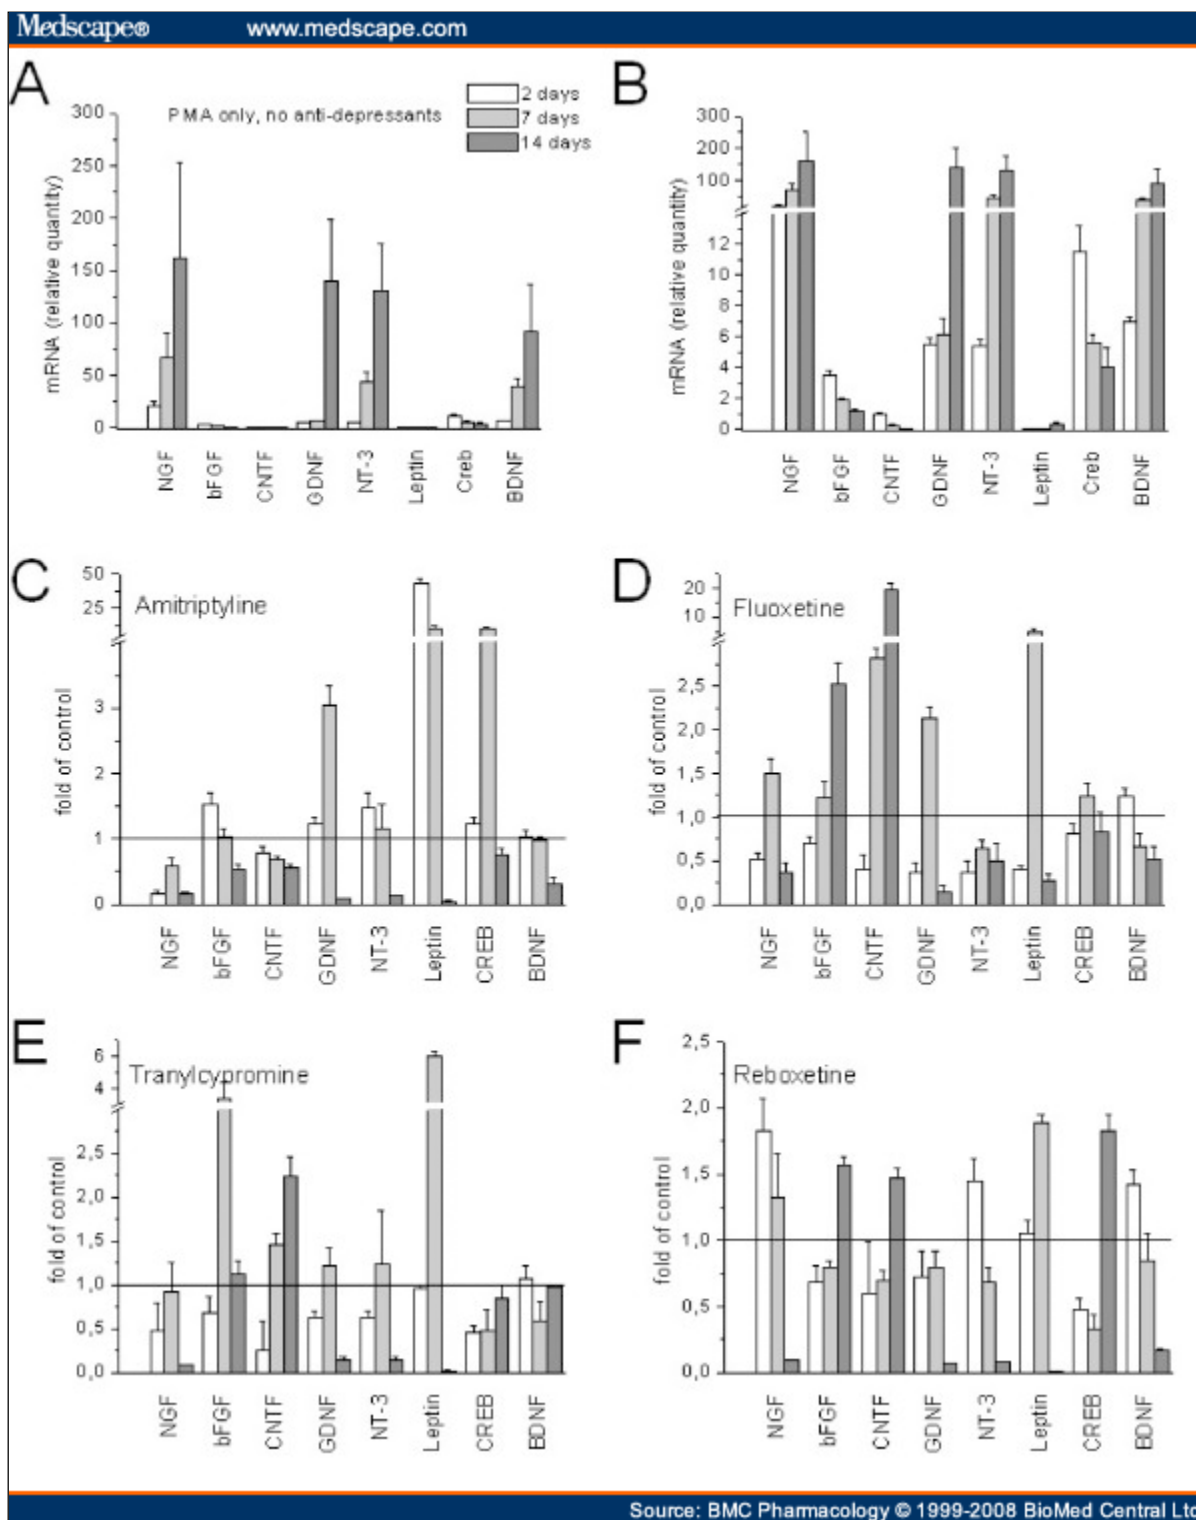 Medscape® www.medscape.com
A
PMA only, no anti-depressants
2 days
7 days
14 days
mRNA (relative quantity)
300
250
200
150
100
50
0
NGF
bFGF
CNTF
GDNF
NT-3
Leptin
Creb
BDNF
B
mRNA (relative quantity)
300
200
100
12
10
8
6
4
2
0
NGF
bFGF
CNTF
GDNF
NT-3
Leptin
Creb
BDNF
C
Amitriptyline
fold of control
50
25
3
2
1
0
NGF
bFGF
CNTF
GDNF
NT-3
Leptin
CREB
BDNF
D
Fluoxetine
fold of control
20
10
2,5
2,0
1,5
1,0
0,5
0,0
NGF
bFGF
CNTF
GDNF
NT-3
Leptin
CREB
BDNF
E
Tranylcypromine
fold of control
6
4
2,5
2,0
1,5
1,0
0,5
0,0
NGF
bFGF
CNTF
GDNF
NT-3
Leptin
CREB
BDNF
F
Reboxetine
fold of control
2,5
2,0
1,5
1,0
0,5
0,0
NGF
bFGF
CNTF
GDNF
NT-3
Leptin
CREB
BDNF
Source: BMC Pharmacology © 1999-2008 BioMed Central Ltd